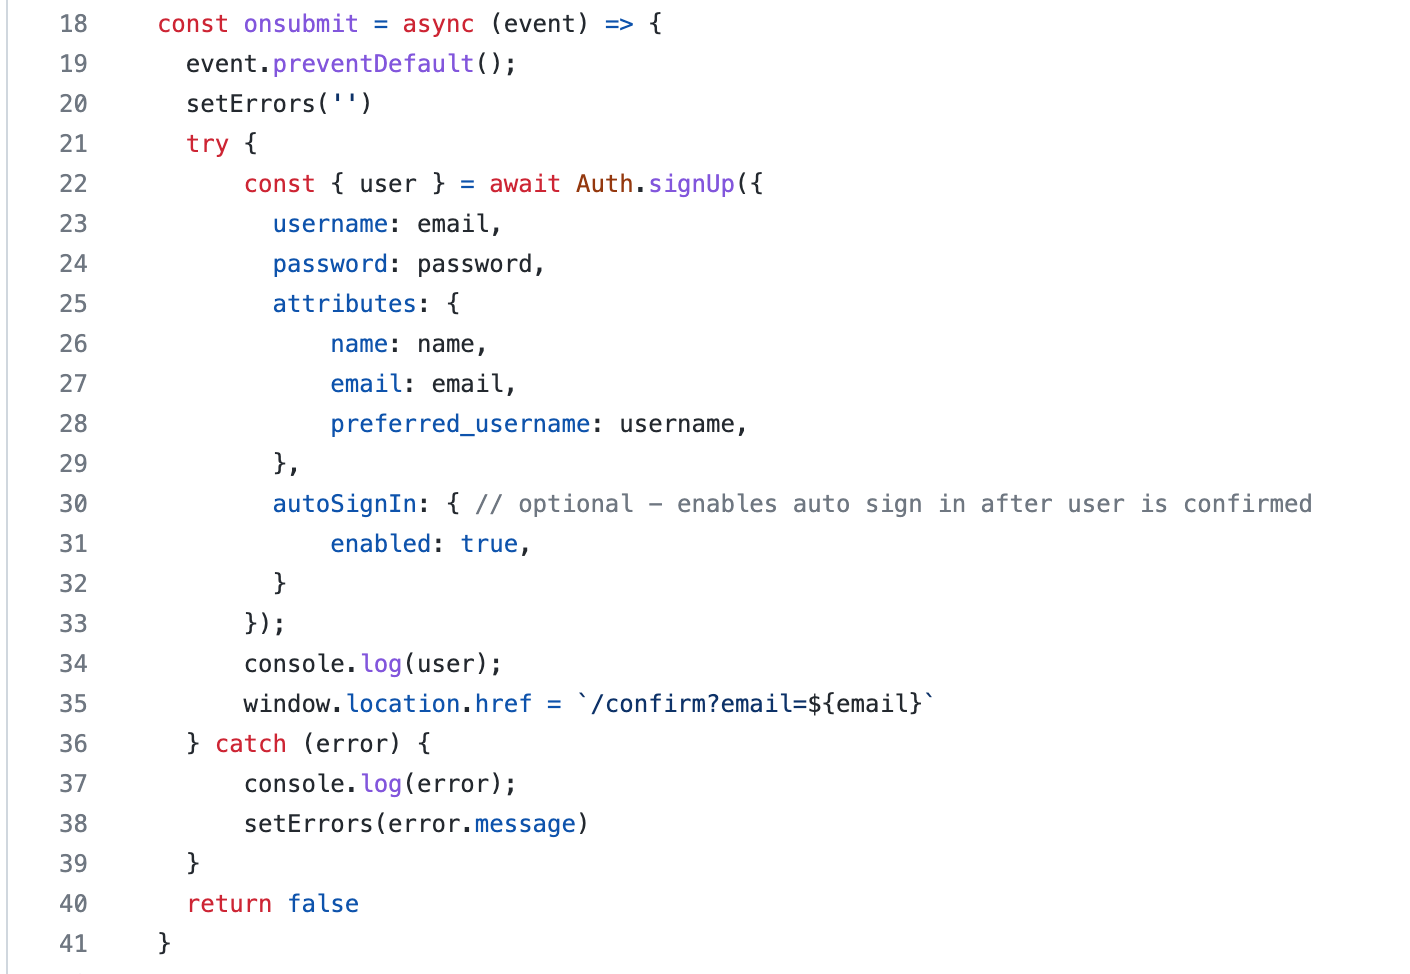 18 const onsubmit = async (event) => {
19 event.preventDefault();
20 setErrors('')
21 try {
22 const { user } = await Auth.signUp({
23 username: email,
24 password: password,
25 attributes: {
26 name: name,
27 email: email,
28 preferred_username: username,
29 },
30 autoSignIn: { // optional - enables auto sign in after user is confirmed
31 enabled: true,
32 }
33 });
34 console.log(user);
35 window.location.href = `/confirm?email=${email}`
36 } catch (error) {
37 console.log(error);
38 setErrors(error.message)
39 }
40 return false
41 }